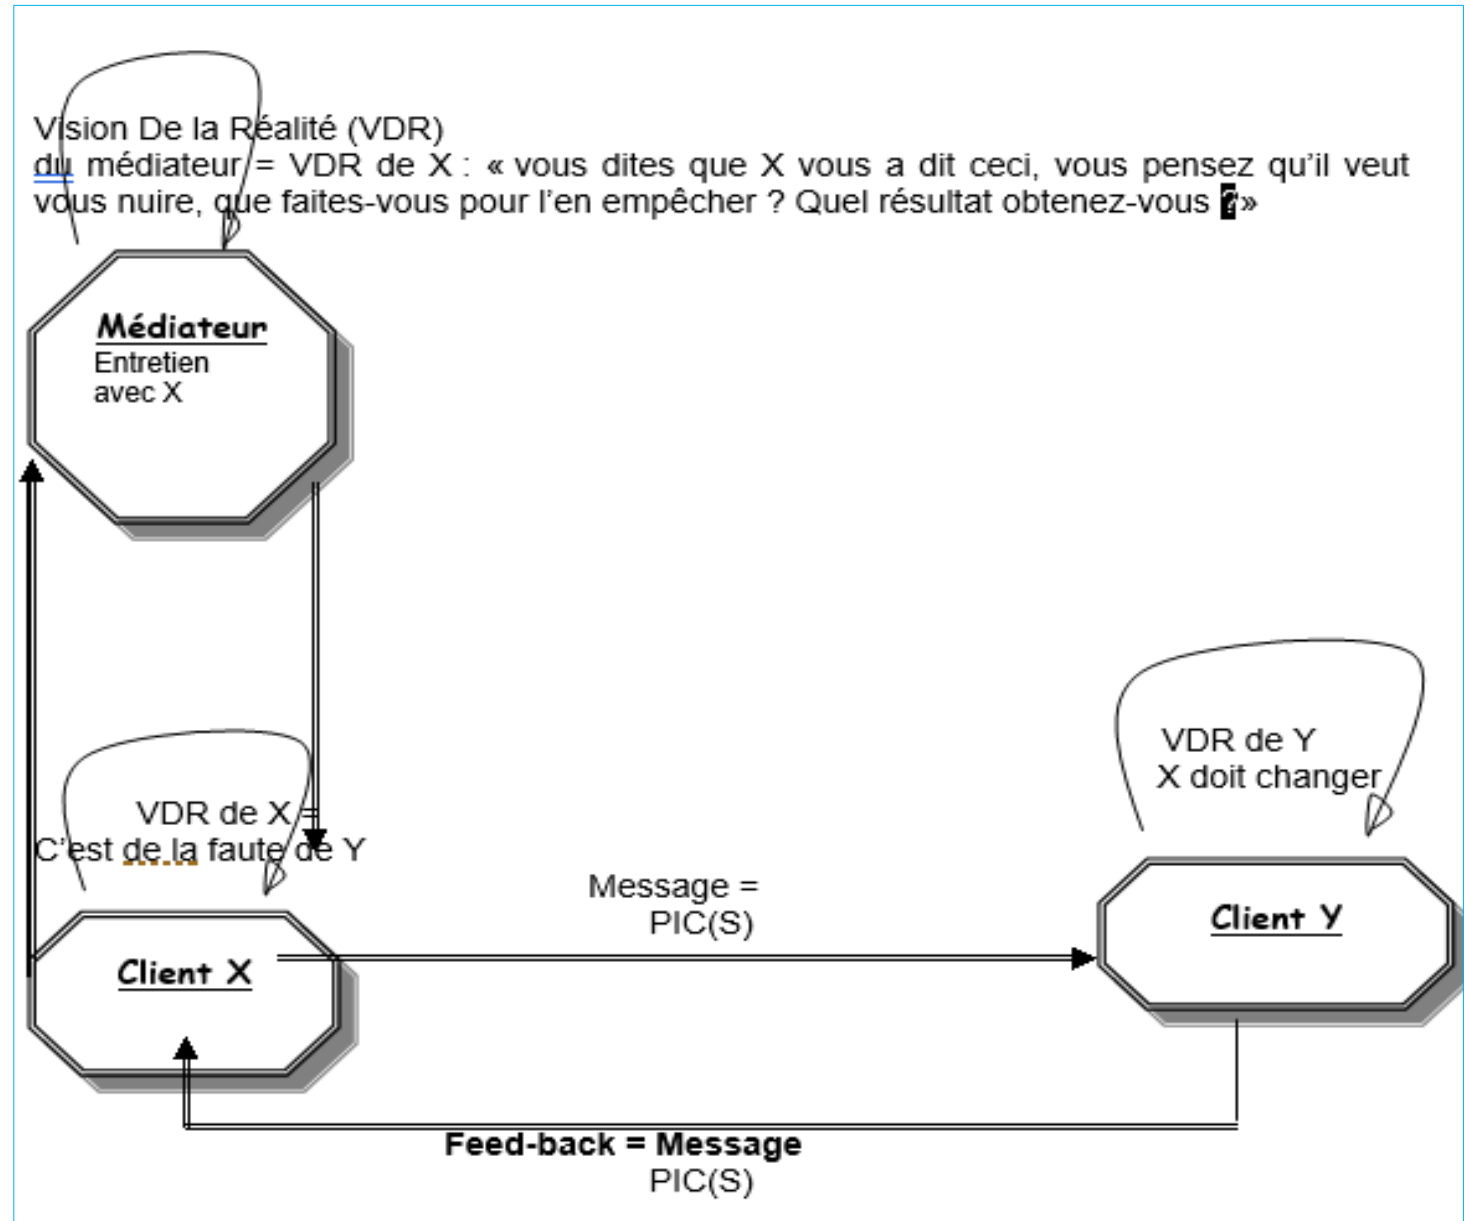 Vision De la Réalité (VDR)
du médiateur = VDR de X : « vous dites que X vous a dit ceci, vous pensez qu’il veut
vous nuire, que faites-vous pour l’en empêcher ? Quel résultat obtenez-vous ?»
Médiateur
Entretien
avec X
VDR de Y
X doit changer
VDR de X =
C’est de la faute de Y
Message =
PIC(S)
Client Y
Client X
Feed-back = Message
PIC(S)